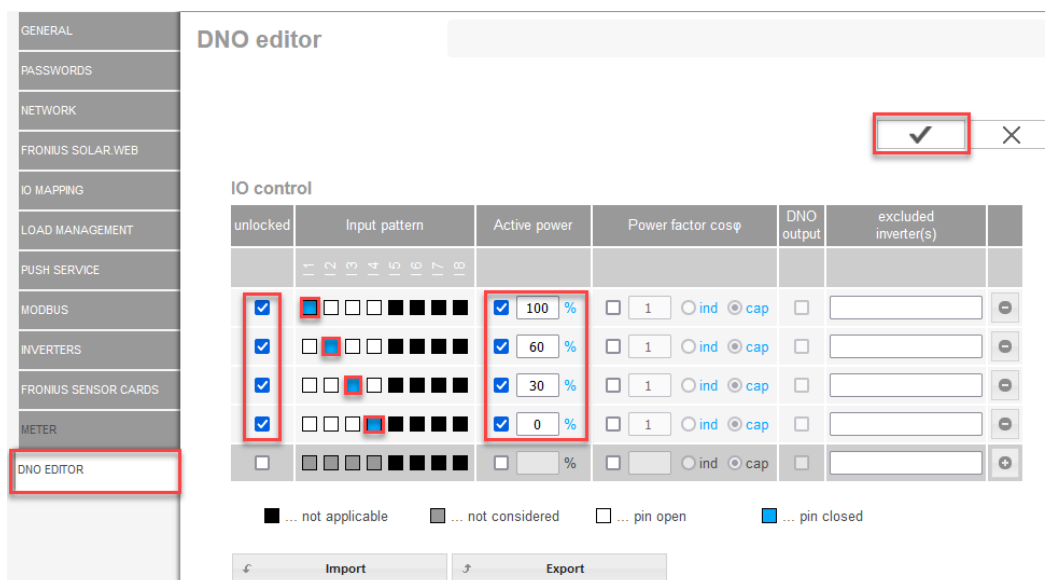 GENERAL
PASSWORDS
NETWORK
FRONIUS SOLAR.WEB
IO MAPPING
LOAD MANAGEMENT
PUSH SERVICE
MODBUS
INVERTERS
FRONIUS SENSOR CARDS
METER
DNO EDITOR
DNO editor
IO control
unlocked Input pattern Active power Power factor cosφ DNO output excluded inverter(s)
I1 I2 I3 I4 I5 I6 I7 I8
100 % 1 ind cap
60 % 1 ind cap
30 % 1 ind cap
0 % 1 ind cap
% ind cap
... not applicable ... not considered ... pin open ... pin closed
Import Export